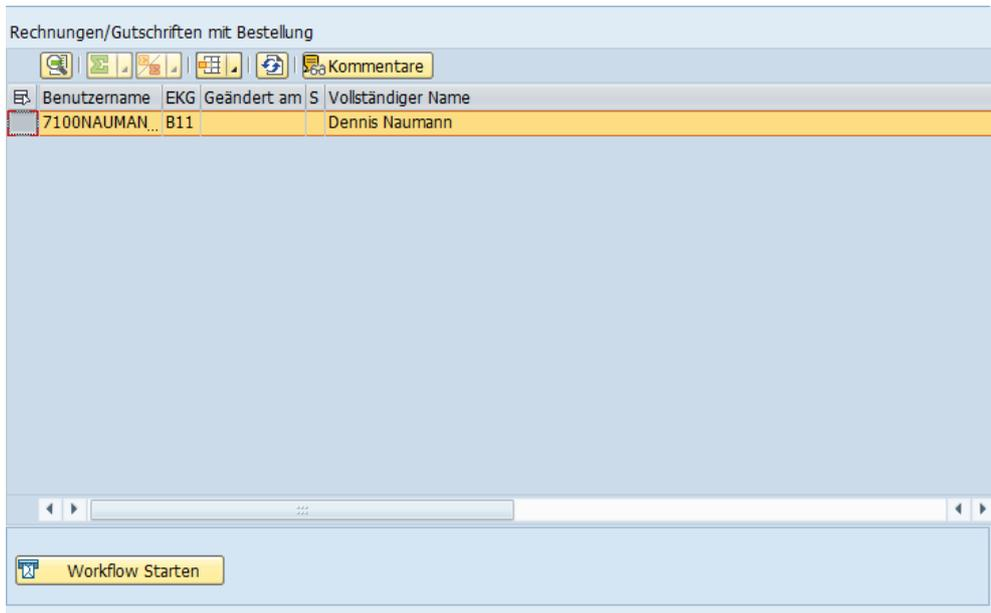 Rechnungen/Gutschriften mit Bestellung
Kommentare
Benutzername EKG Geändert am S Vollständiger Name
7100NAUMAN... B11 Dennis Naumann
Workflow Starten